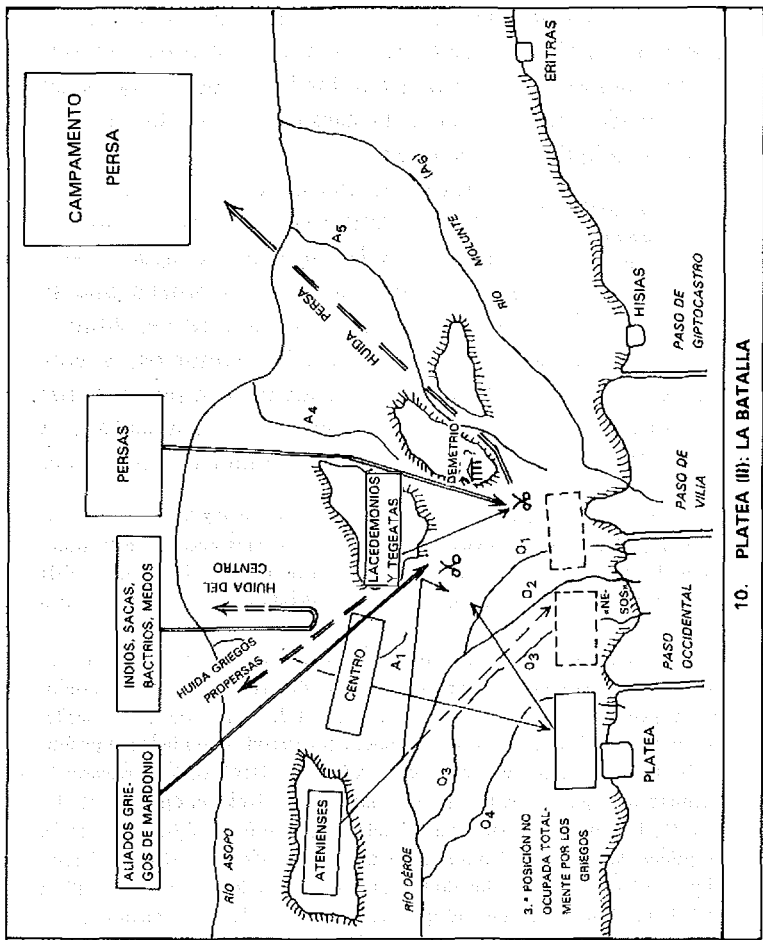 CAMPAMENTO
PERSA
PERSAS
INDIOS, SACAS,
BACTRIOS, MEDOS
ALIADOS GRIE-
GOS DE MARDONIO
HUIDA DEL
CENTRO
HUIDA GRIEGOS
PROPERSAS
HUIDA
PERSA
RÍO ASOPO
A5
A4
(A6)
RÍO
MOLUNTE
DEMETRIO
?
LACEDEMONIOS
Y TEGEATAS
CENTRO
A1
ATENIENSES
RÍO OÉROE
O1
O2
O3
O3
O4
«NE-
SOS»
3.ª POSICIÓN NO
OCUPADA TOTAL-
MENTE POR LOS
GRIEGOS
PLATEA
PASO
OCCIDENTAL
PASO DE
VILIA
PASO DE
GIPTOCASTRO
HISIAS
ERITRAS
10. PLATEA (II): LA BATALLA